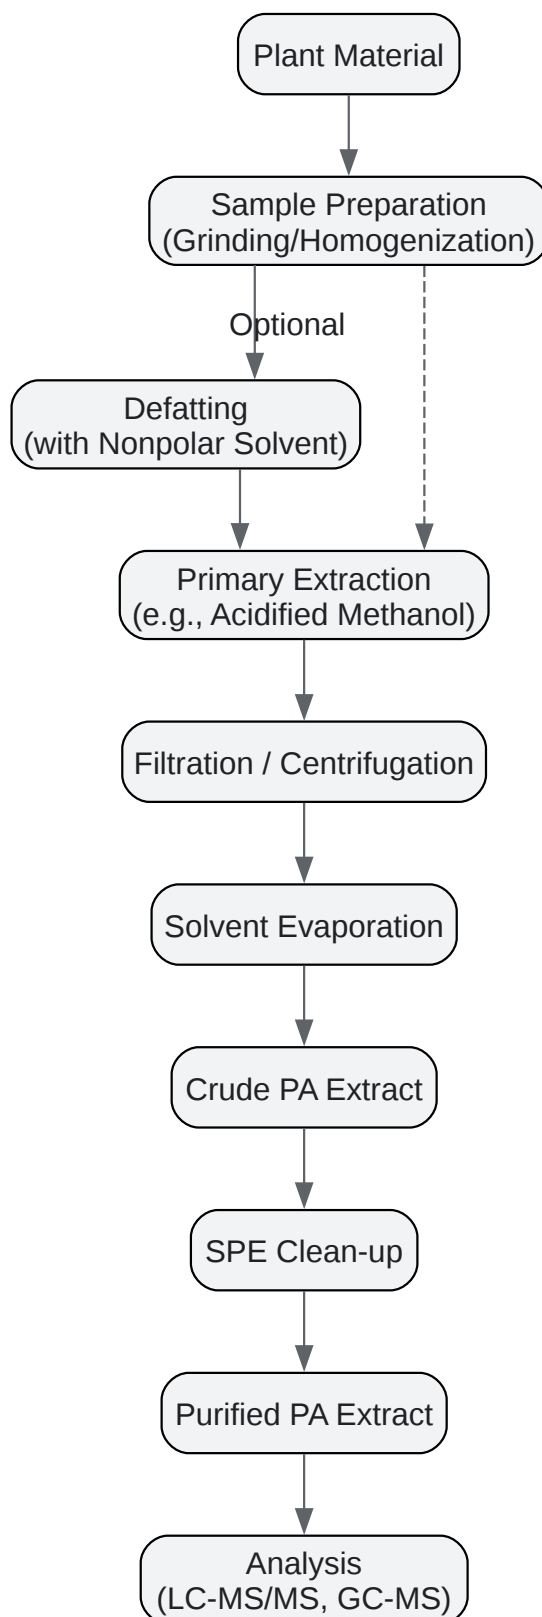 Plant Material
Sample Preparation
(Grinding/Homogenization)
Optional
Defatting
(with Nonpolar Solvent)
Primary Extraction
(e.g., Acidified Methanol)
Filtration / Centrifugation
Solvent Evaporation
Crude PA Extract
SPE Clean-up
Purified PA Extract
Analysis
(LC-MS/MS, GC-MS)